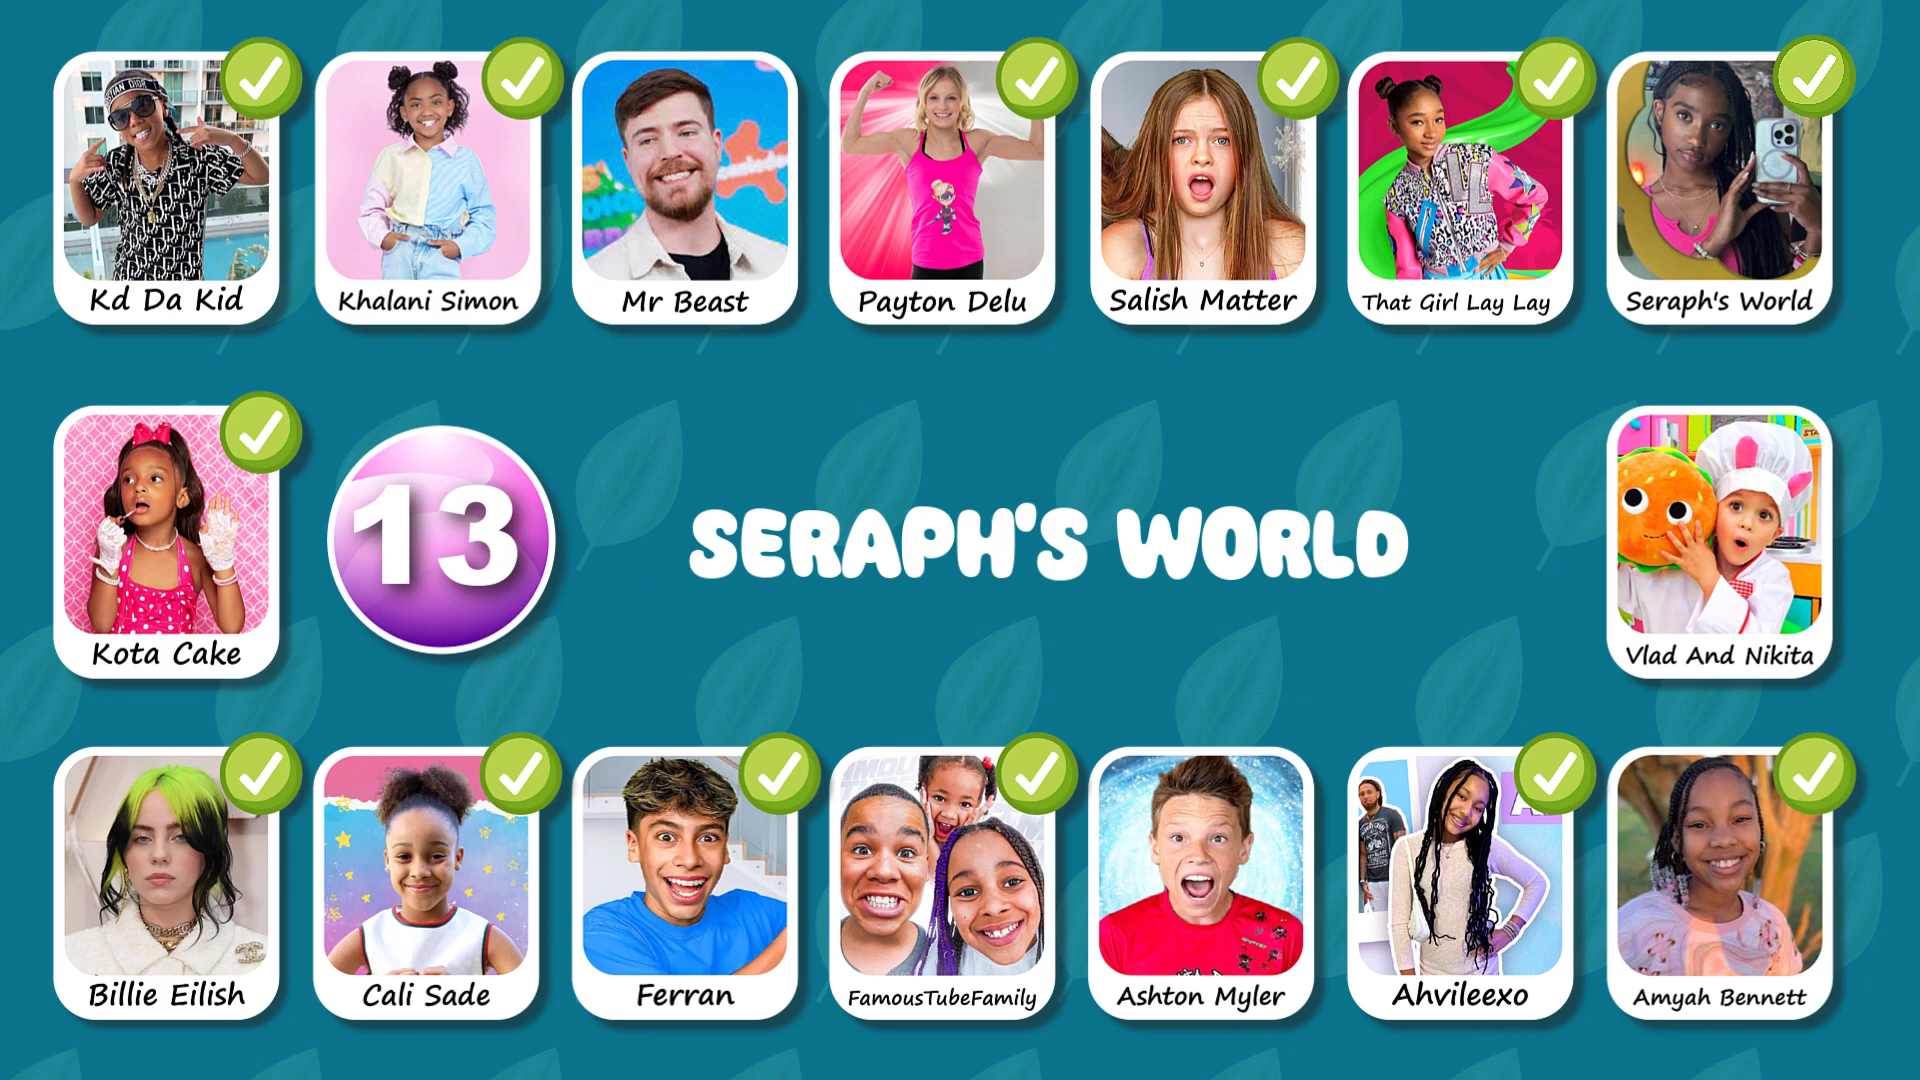 Kd Da Kid
Khalani Simon
Mr Beast
Payton Delu
Salish Matter
That Girl Lay Lay
Seraph's World
Kota Cake
13
SERAPH'S WORLD
Vlad And Nikita
Billie Eilish
Cali Sade
Ferran
FamousTubeFamily
Ashton Myler
Ahvileexo
Amyah Bennett